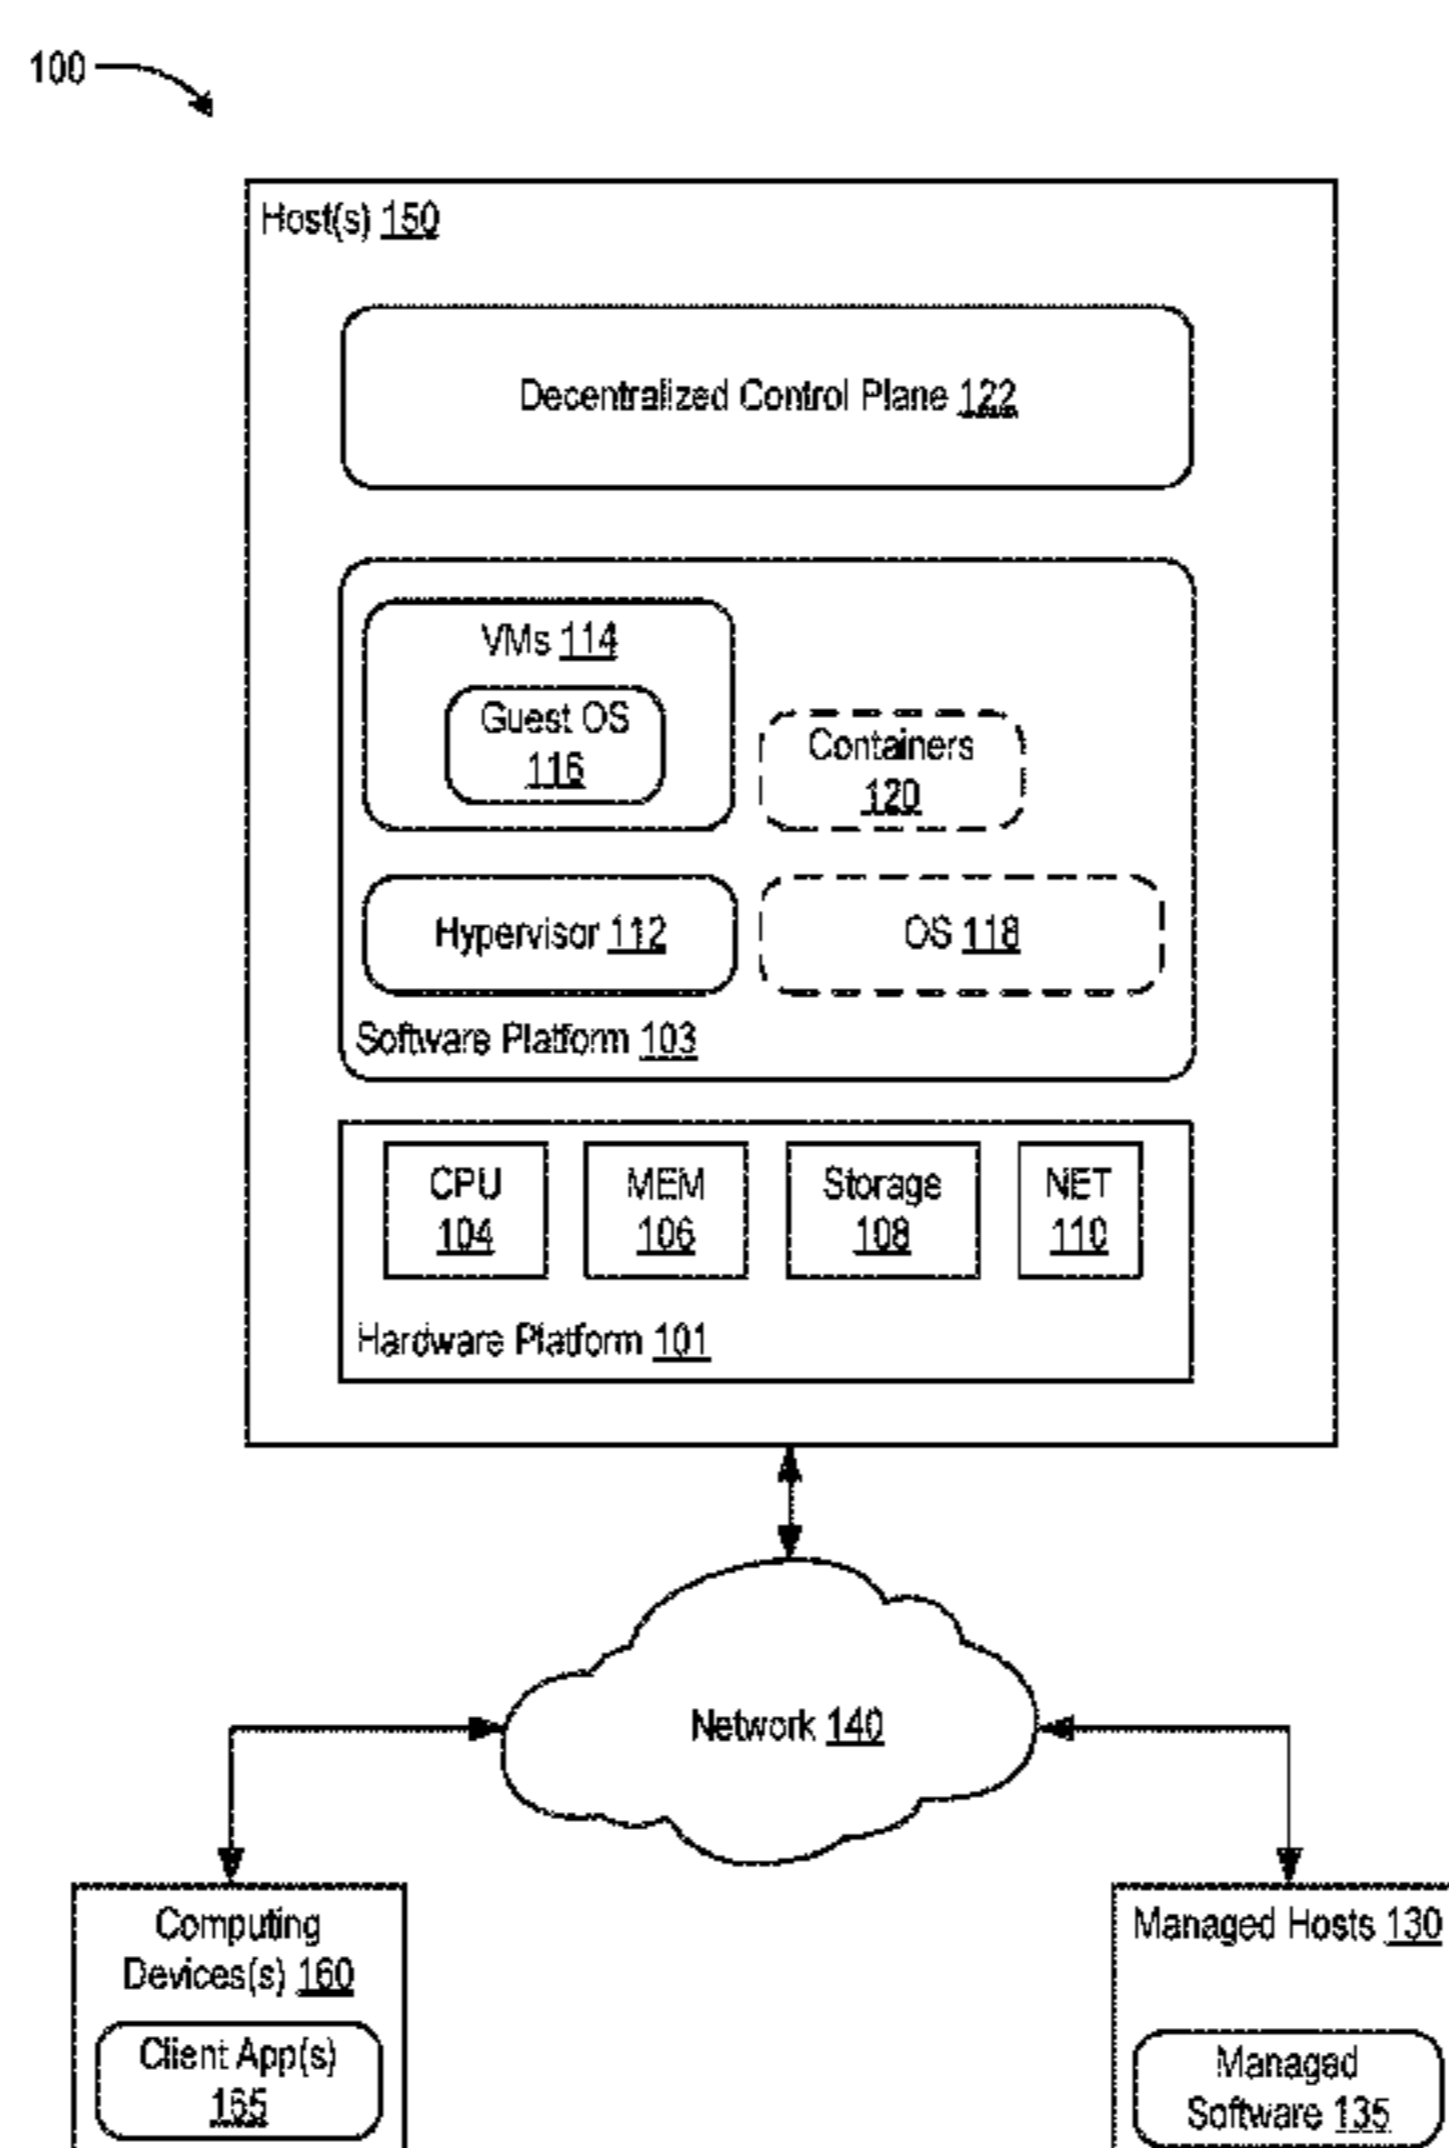 100
Host(s) 150
Decentralized Control Plane 122
VMs 114
Guest OS
116
Containers
120
Hypervisor 112
OS 118
Software Platform 103
CPU
104
MEM
106
Storage
108
NET
110
Hardware Platform 101
Network 140
Computing
Devices(s) 160
Client App(s)
165
Managed Hosts 130
Managed
Software 135